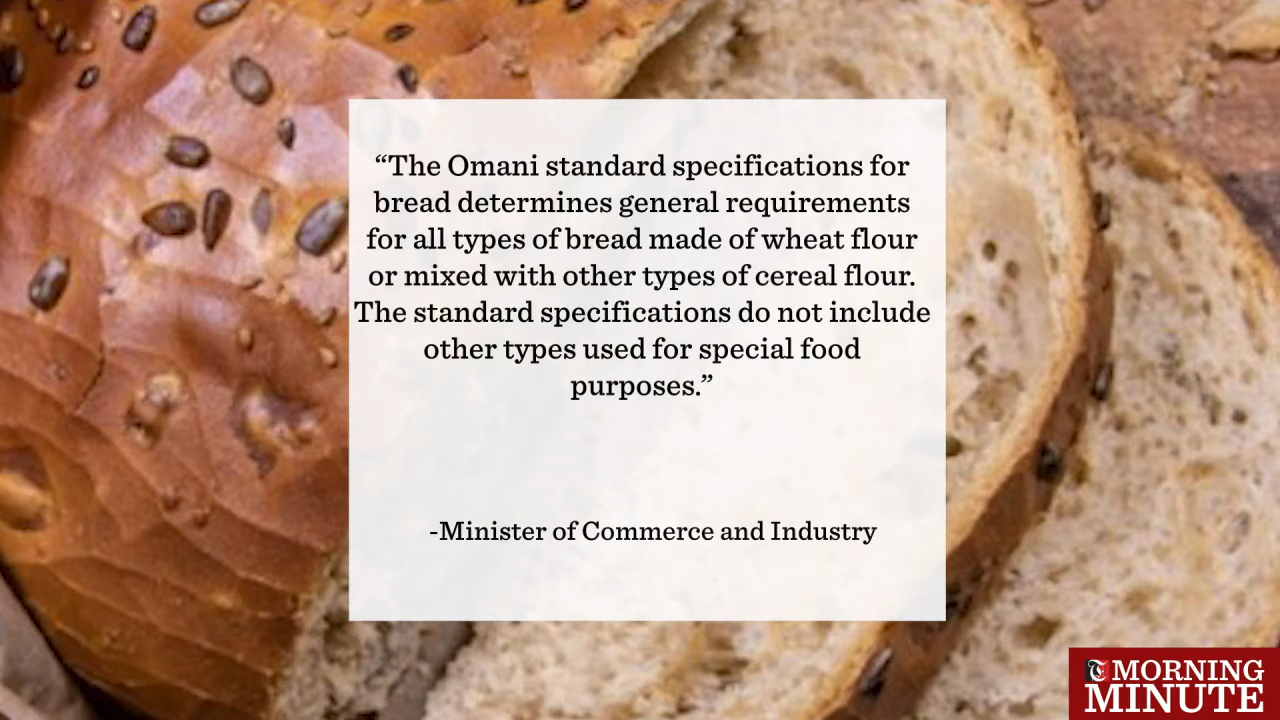 “The Omani standard specifications for
bread determines general requirements
for all types of bread made of wheat flour
or mixed with other types of cereal flour.
The standard specifications do not include
other types used for special food
purposes.”
-Minister of Commerce and Industry
T MORNING
MINUTE